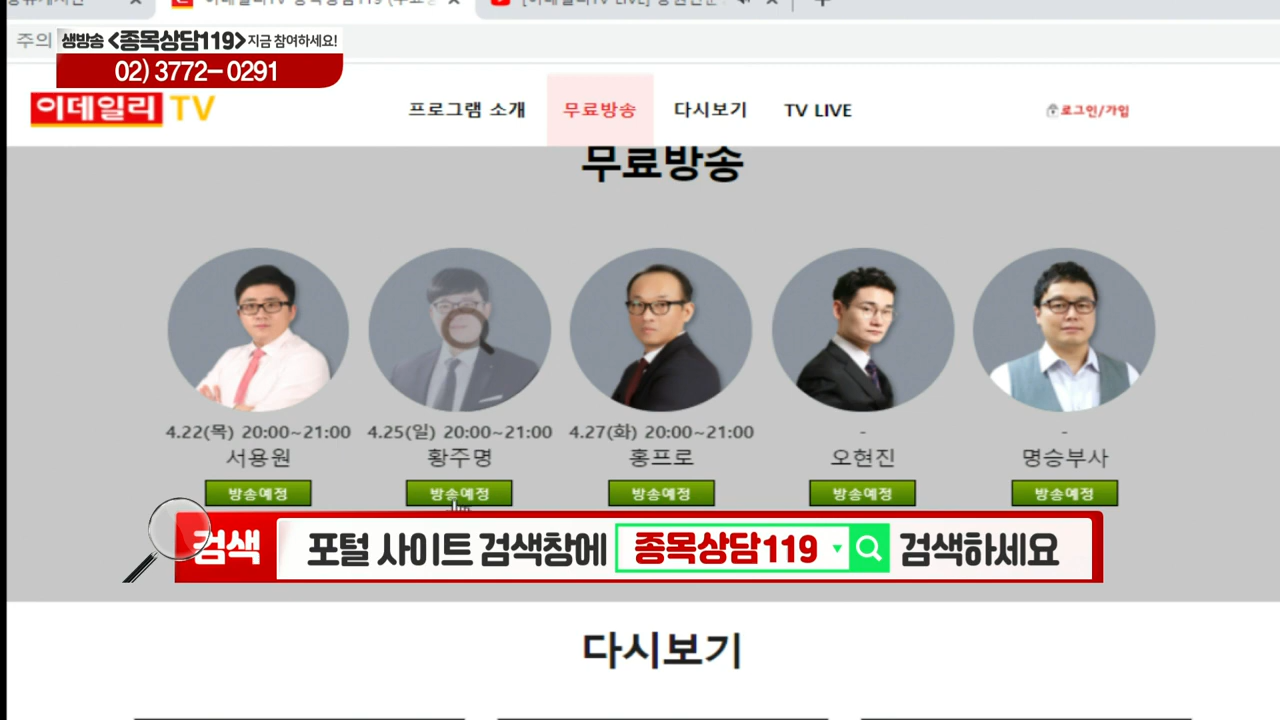 주의
생방송 <종목상담119> 지금 참여하세요!
02) 3772-0291
이데일리 TV
프로그램 소개 무료방송 다시보기 TV LIVE 로그인/가입
무료방송
4.22(목) 20:00~21:00 4.25(일) 20:00~21:00 4.27(화) 20:00~21:00 - -
서용원 황주명 홍프로 오현진 명승부사
방송예정 방송예정 방송예정 방송예정 방송예정
검색 포털 사이트 검색창에 종목상담119 검색하세요
다시보기